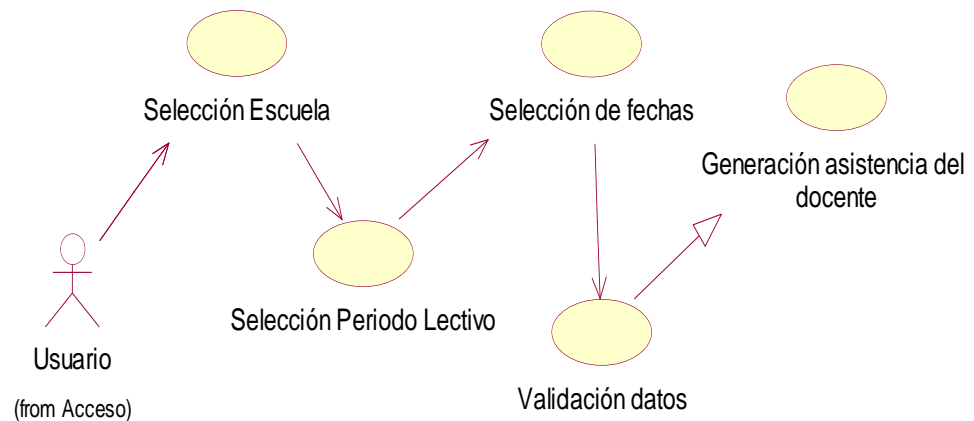 Selección Escuela
Selección de fechas
Generación asistencia del
docente
Selección Periodo Lectivo
Usuario
(from Acceso)
Validación datos